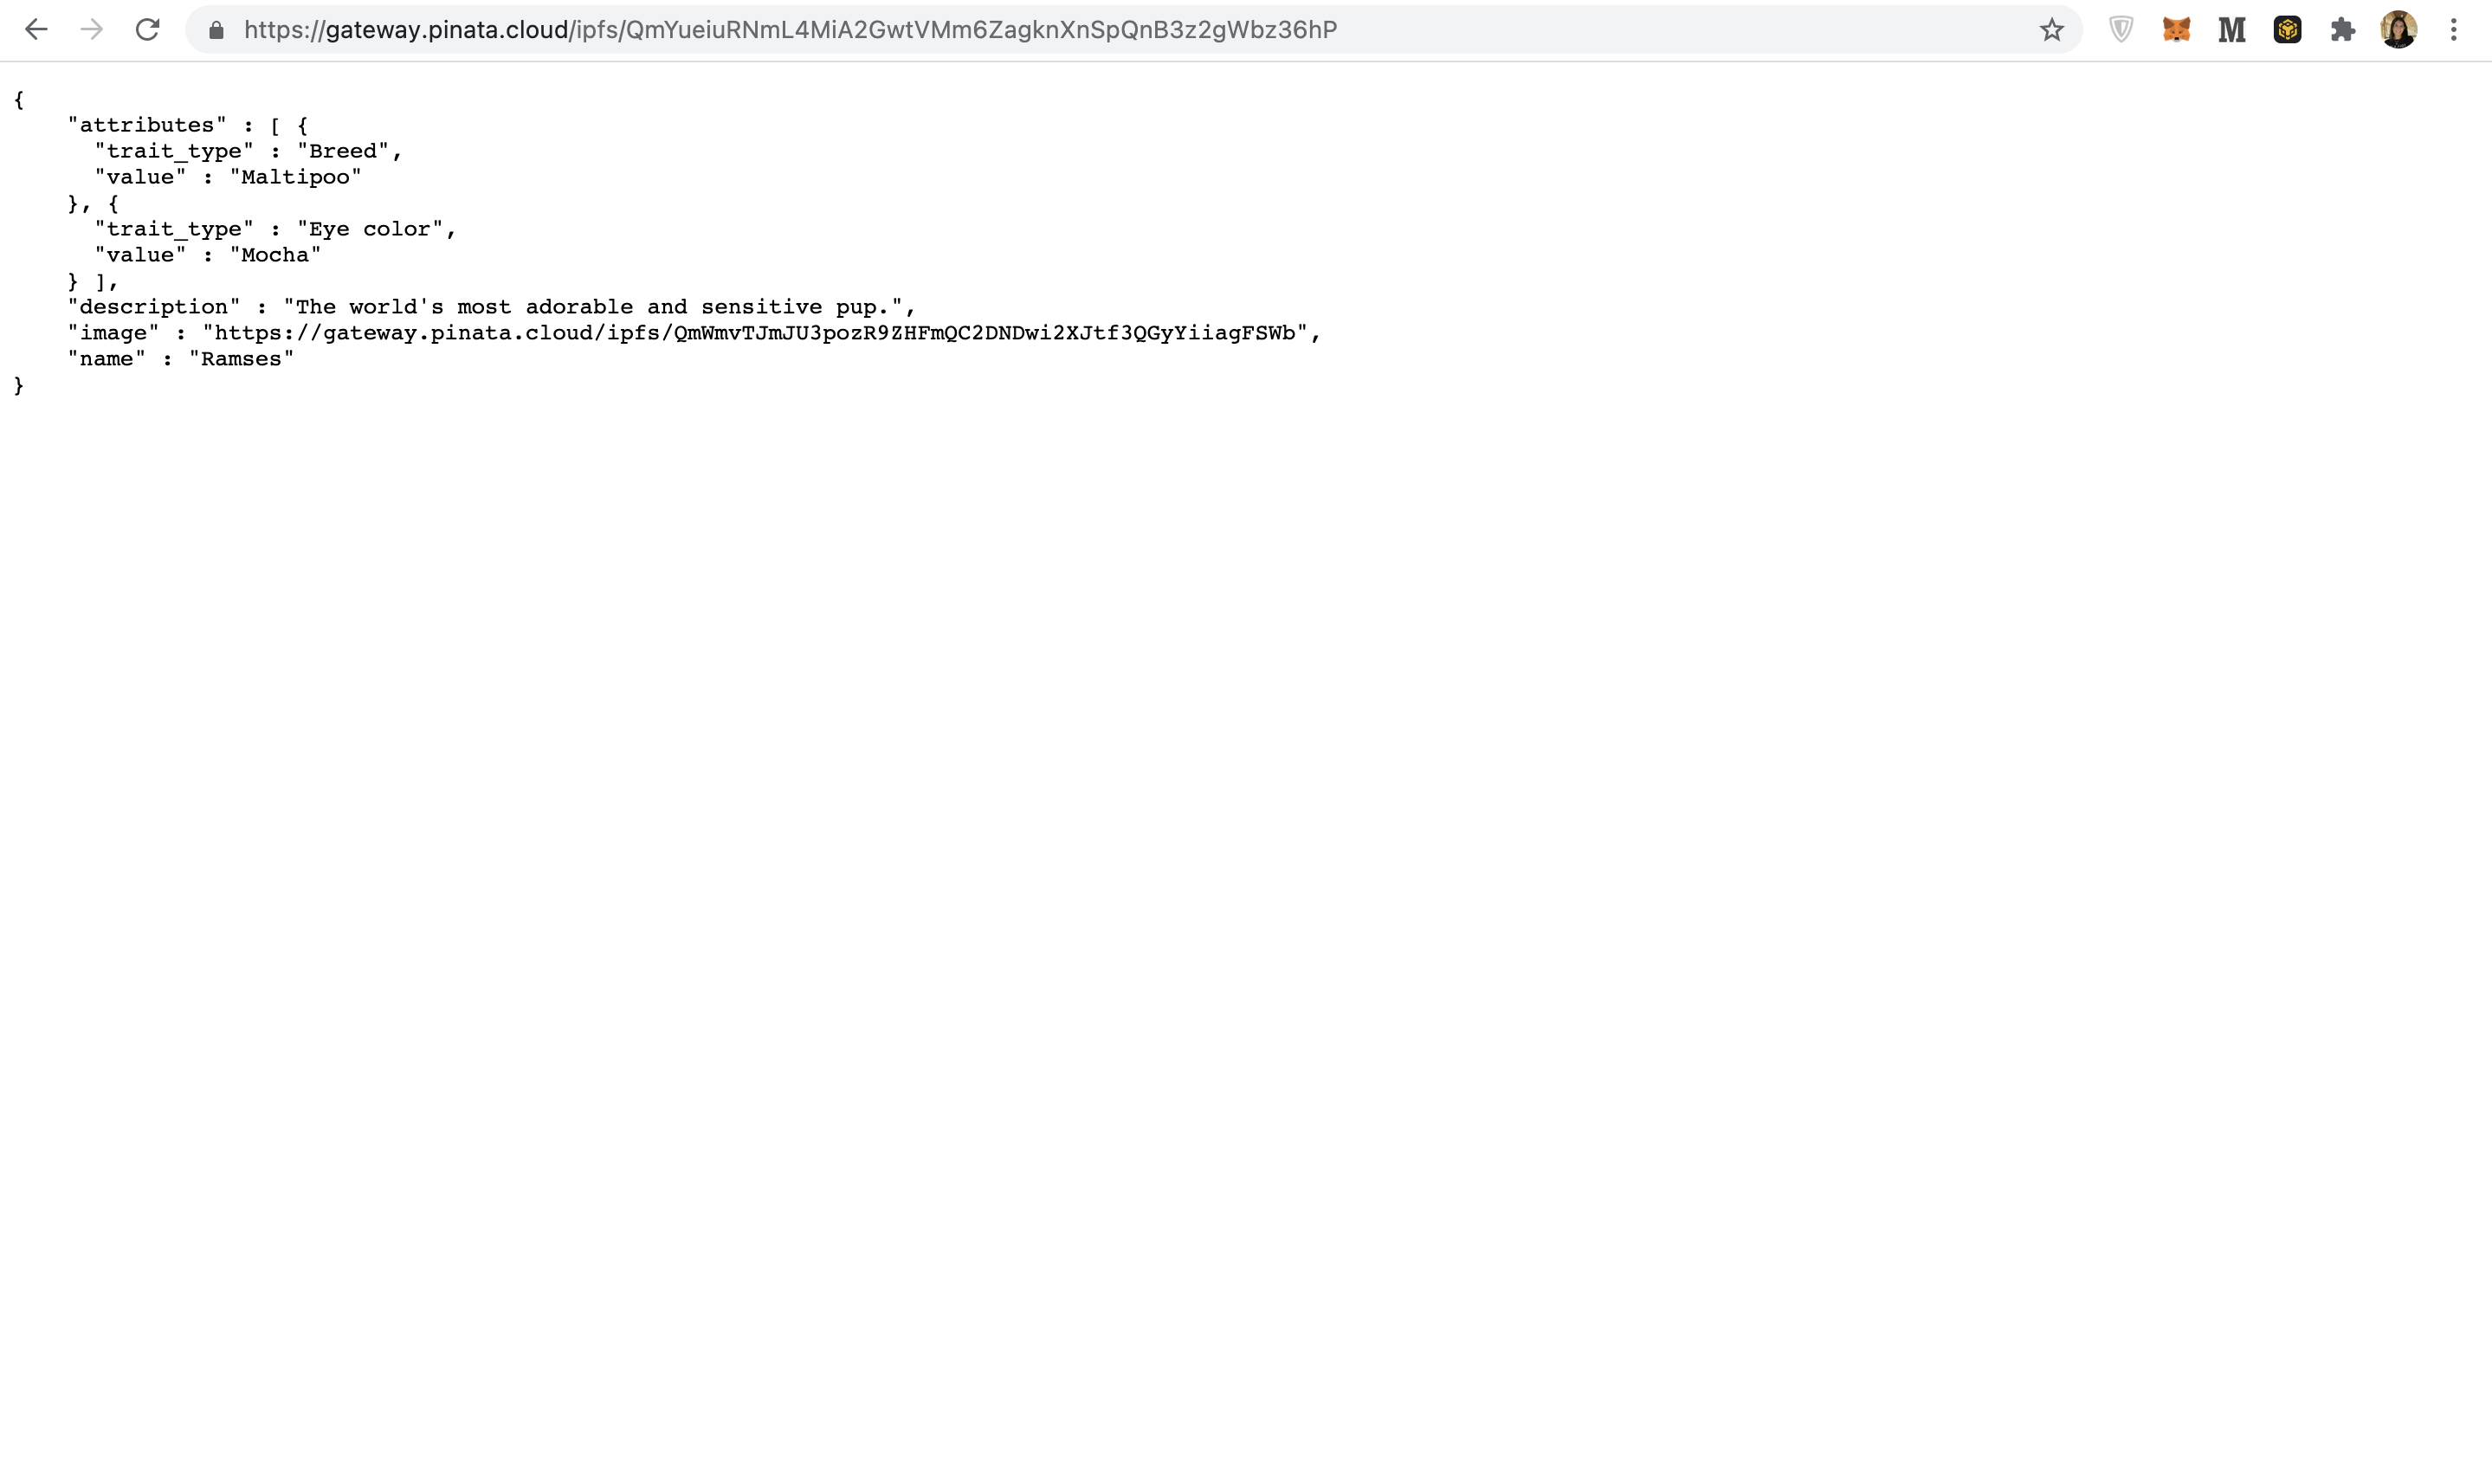 https://gateway.pinata.cloud/ipfs/QmYueiuRNmL4MiA2GwtVMm6ZagknXnSpQnB3z2gWbz36hP
M
{
    "attributes" : [ {
      "trait_type" : "Breed",
      "value" : "Maltipoo"
    }, {
      "trait_type" : "Eye color",
      "value" : "Mocha"
    } ],
    "description" : "The world's most adorable and sensitive pup.",
    "image" : "https://gateway.pinata.cloud/ipfs/QmWmvTJmJU3pozR9ZHFmQC2DNDwi2XJtf3QGyYiiagFSWb",
    "name" : "Ramses"
}